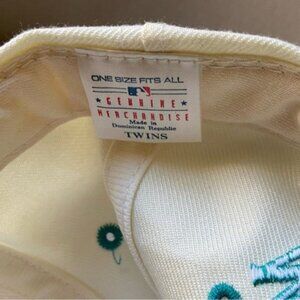 ONE SIZE FITS ALL
GENUINE
MERCHANDISE
Made in
Dominican Republic
TWINS